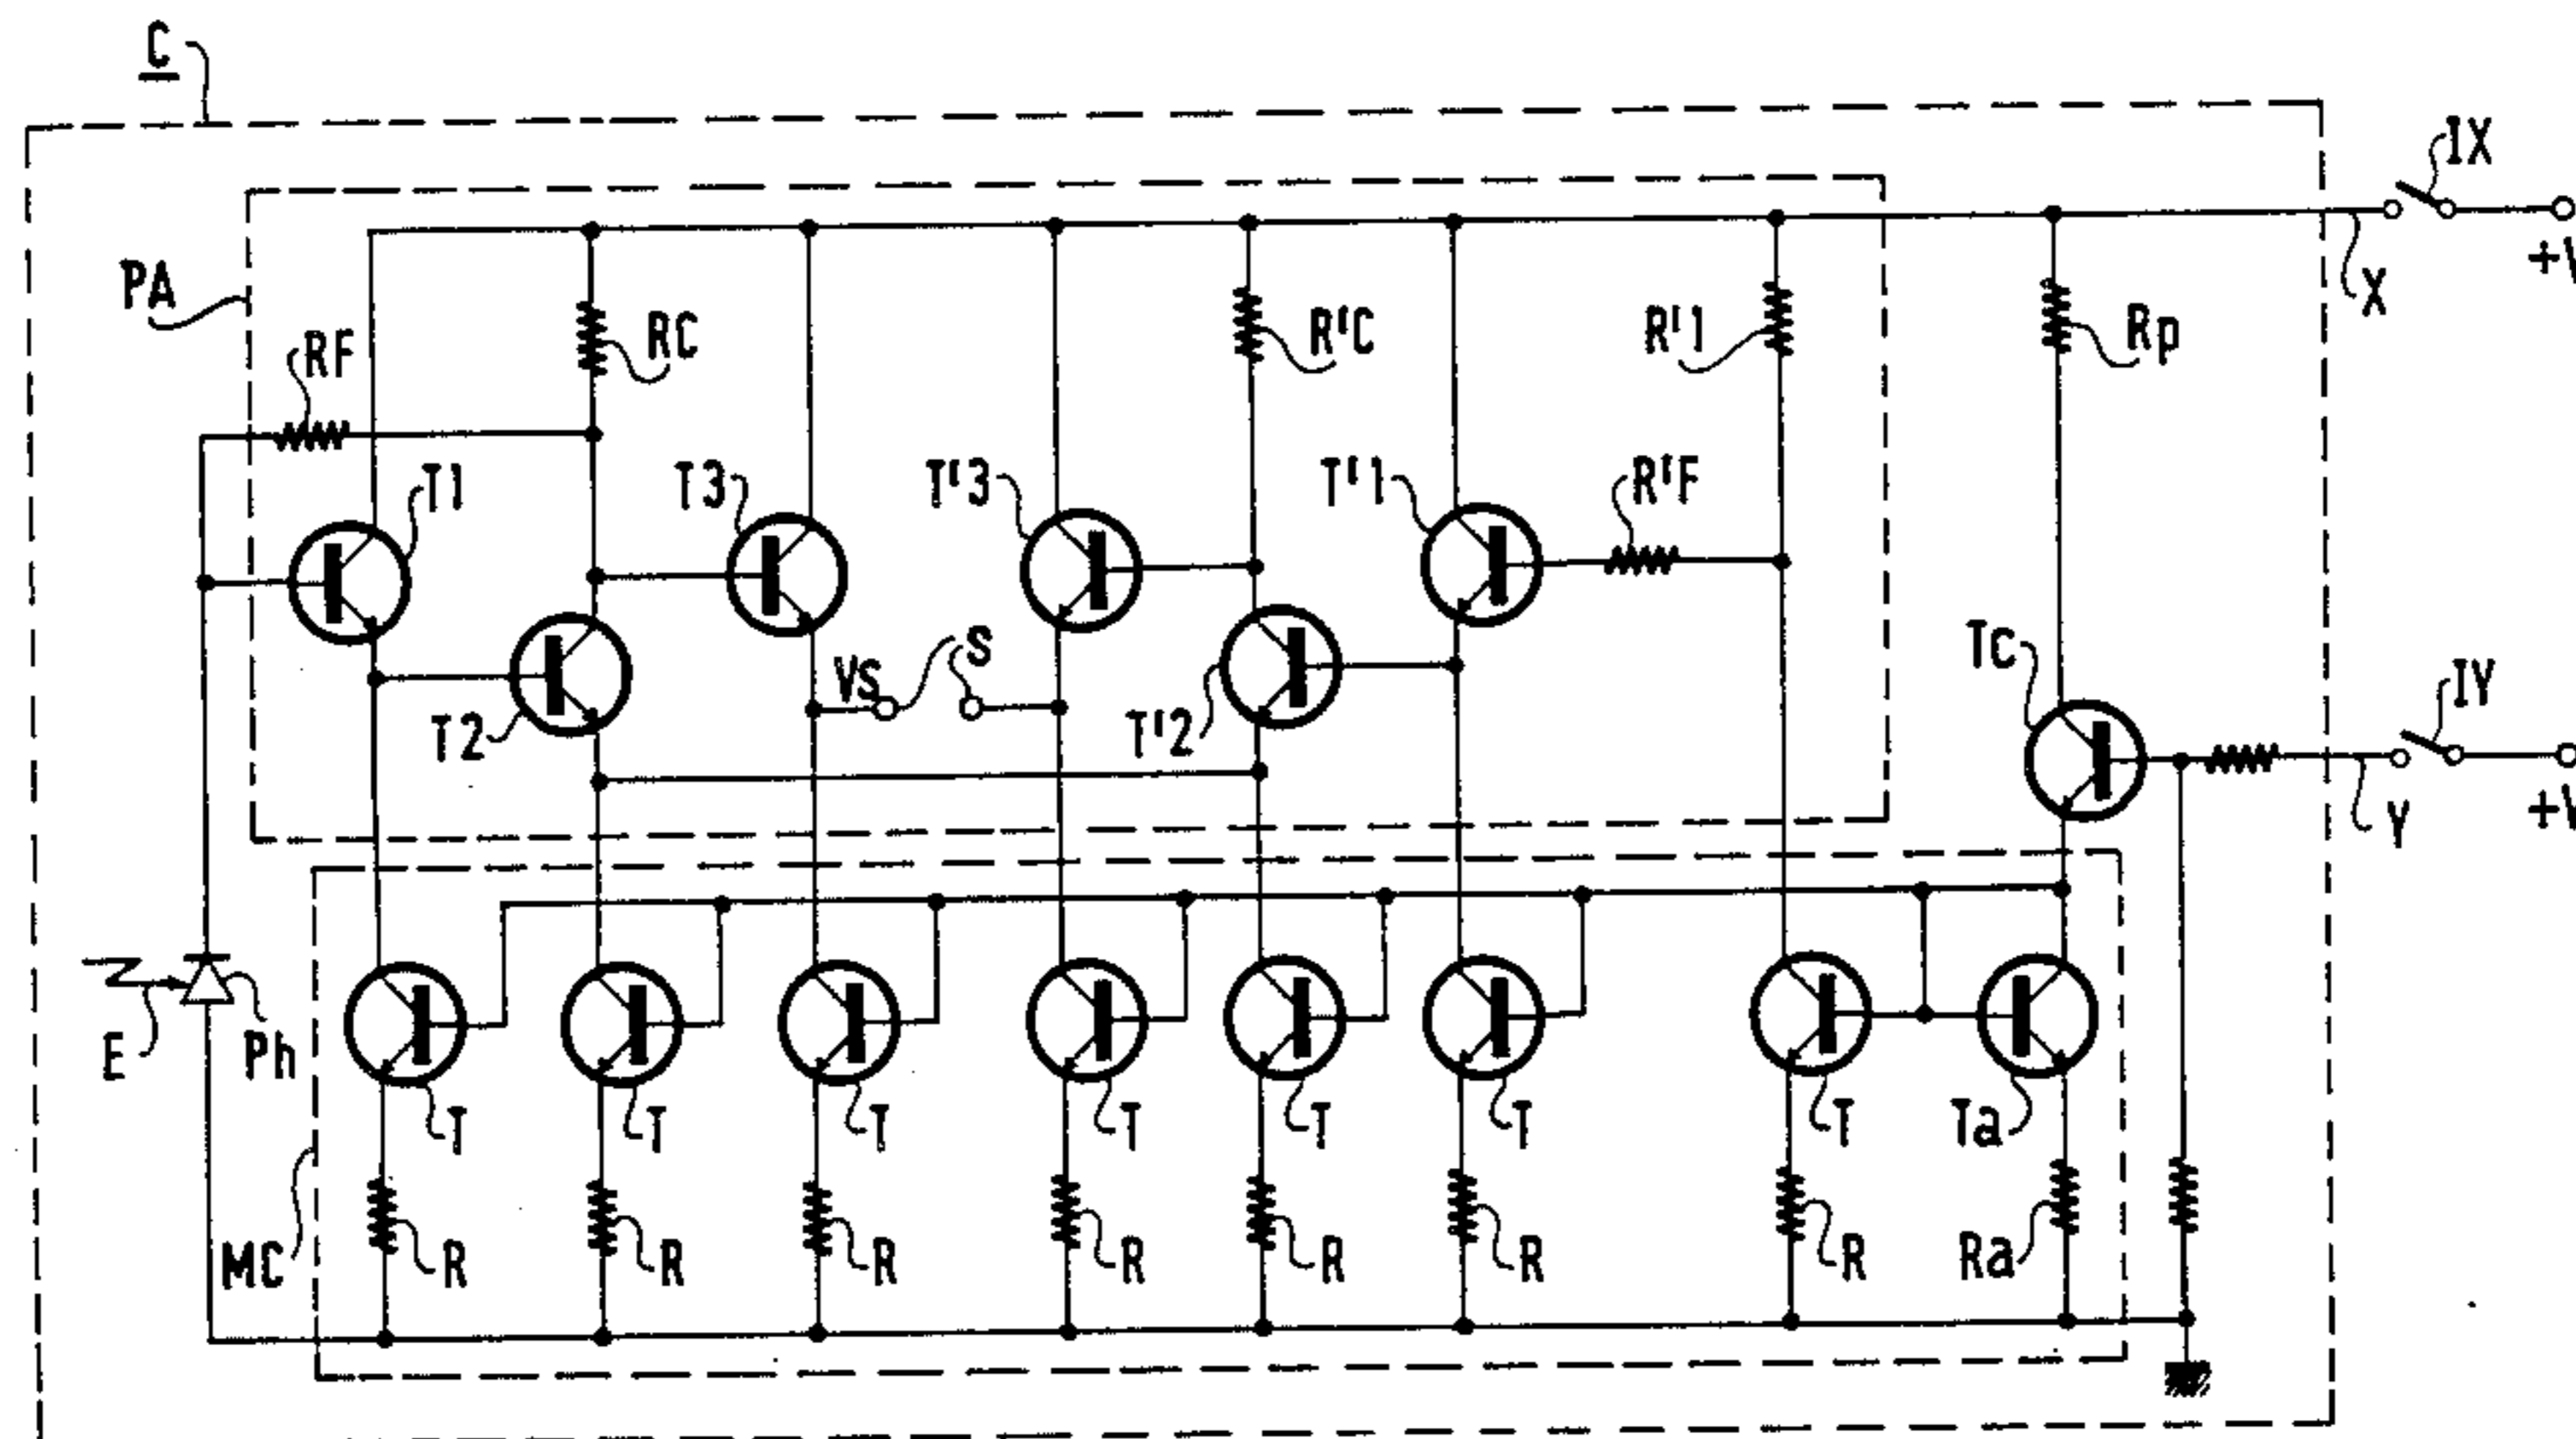 C
IX
+V
X
PA
RF
RC
R'C
R'1
Rp
T1
T3
T'3
T'1
R'F
Tc
IY
+V
Y
VS
S
T2
T'2
E
Ph
T
T
T
T
T
T
T
Ta
MC
R
R
R
R
R
R
R
Ra